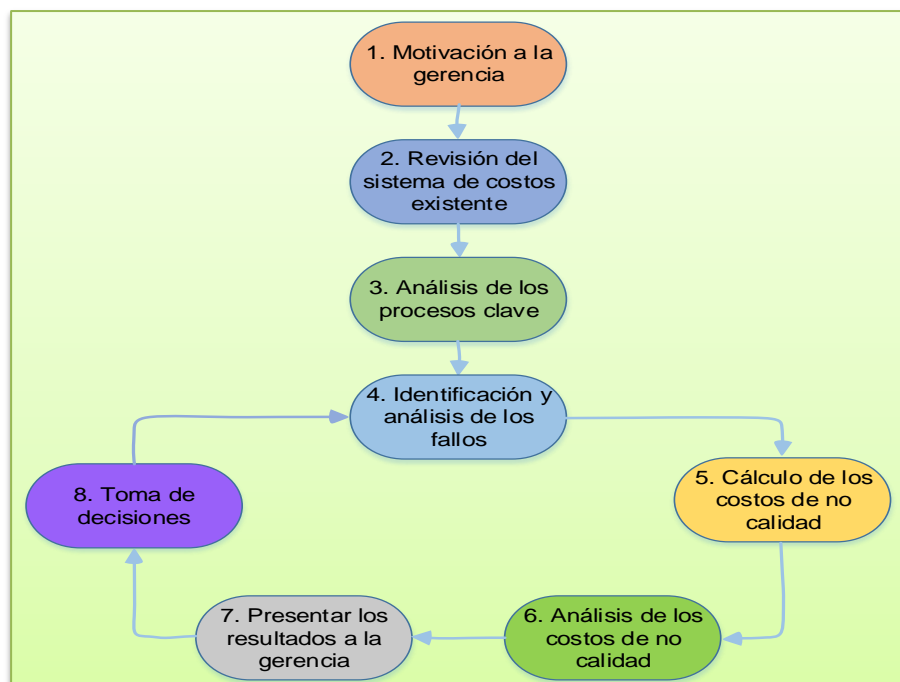 1. Motivación a la
gerencia
2. Revisión del
sistema de costos
existente
3. Análisis de los
procesos clave
4. Identificación y
análisis de los
fallos
5. Cálculo de los
costos de no
calidad
6. Análisis de los
costos de no
calidad
7. Presentar los
resultados a la
gerencia
8. Toma de
decisiones